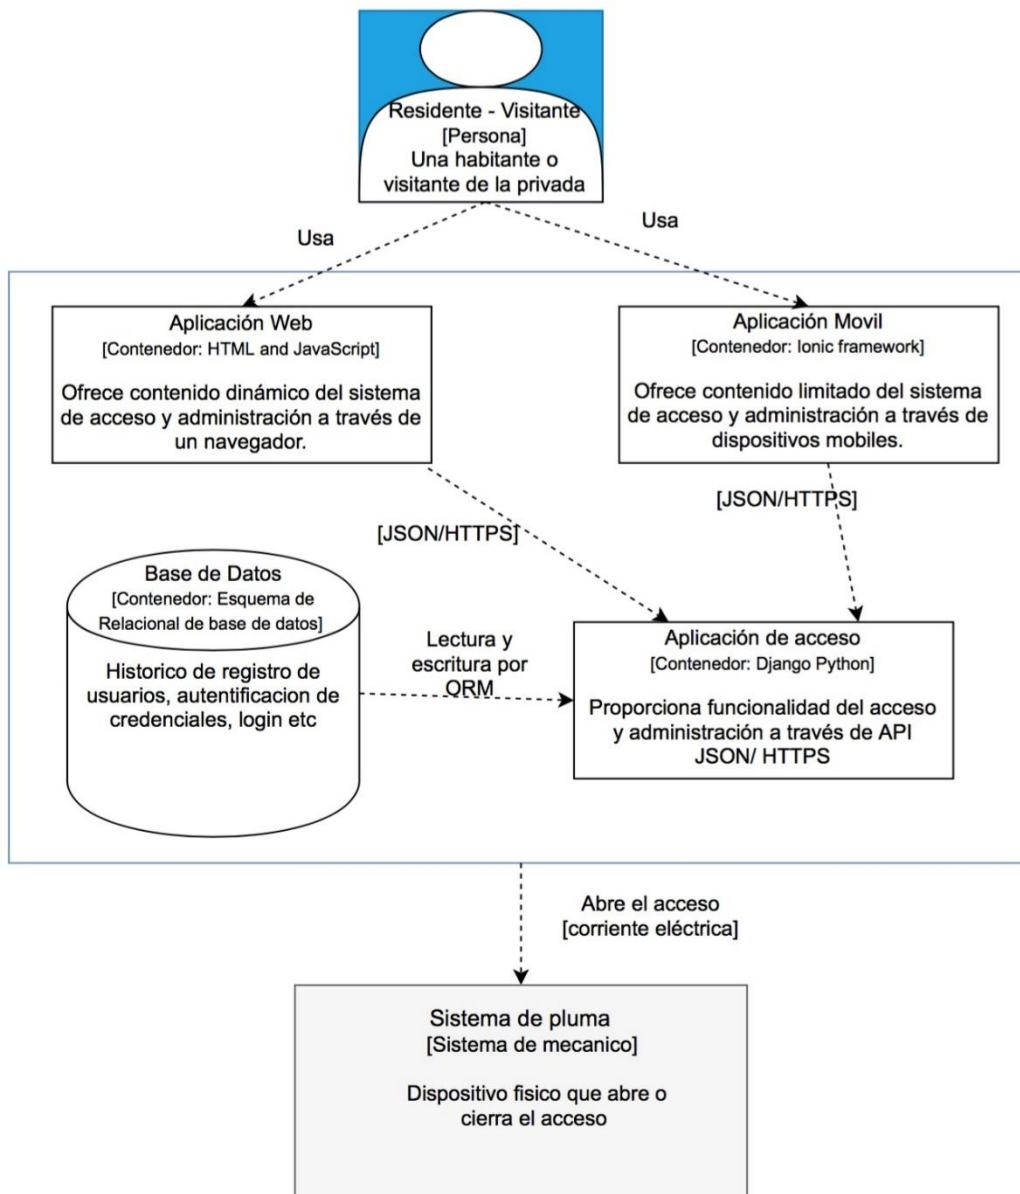 Residente - Visitante
[Persona]
Una habitante o
visitante de la privada
Usa
Usa
Aplicación Web
[Contenedor: HTML and JavaScript]
Ofrece contenido dinámico del sistema
de acceso y administración a través de
un navegador.
Aplicación Movil
[Contenedor: Ionic framework]
Ofrece contenido limitado del sistema
de acceso y administración a través de
dispositivos mobiles.
[JSON/HTTPS]
[JSON/HTTPS]
Base de Datos
[Contenedor: Esquema de
Relacional de base de datos]
Historico de registro de
usuarios, autentificacion de
credenciales, login etc
Lectura y
escritura por
ORM
Aplicación de acceso
[Contenedor: Django Python]
Proporciona funcionalidad del acceso
y administración a través de API
JSON/ HTTPS
Abre el acceso
[corriente eléctrica]
Sistema de pluma
[Sistema de mecanico]
Dispositivo fisico que abre o
cierra el acceso